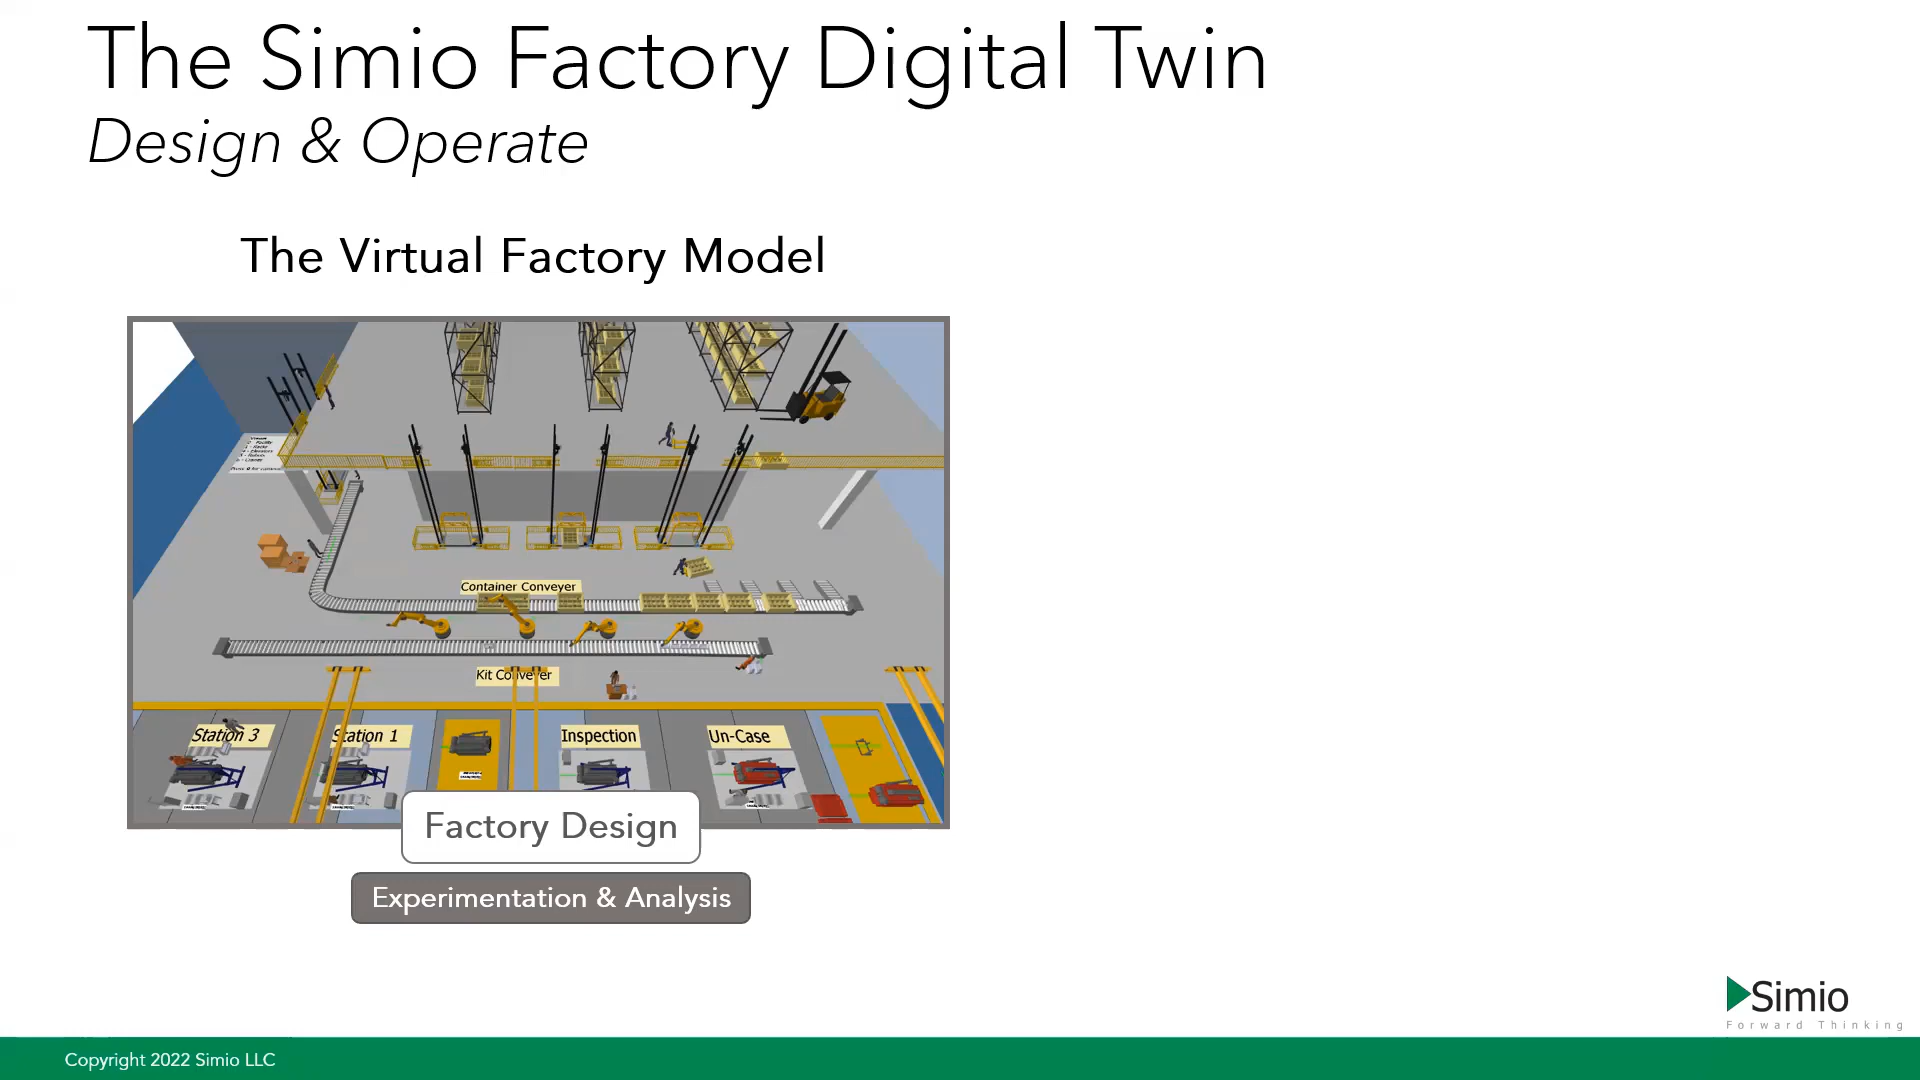 The Simio Factory Digital Twin
Design & Operate
The Virtual Factory Model
Container Conveyer
Kit Conveyer
Station 3
Station 1
Inspection
Un-Case
Factory Design
Experimentation & Analysis
Simio
Forward Thinking
Copyright 2022 Simio LLC